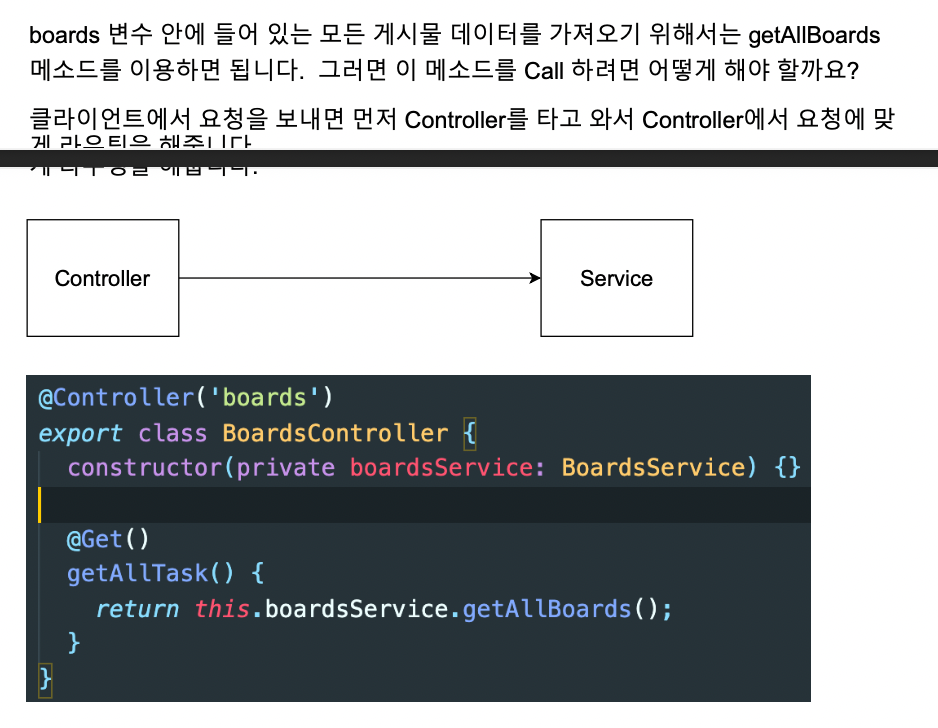 boards 변수 안에 들어 있는 모든 게시물 데이터를 가져오기 위해서는 getAllBoards
메소드를 이용하면 됩니다.  그러면 이 메소드를 Call 하려면 어떻게 해야 할까요?
클라이언트에서 요청을 보내면 먼저 Controller를 타고 와서 Controller에서 요청에 맞
게 라우팅을 해줍니다.
Controller
Service
@Controller('boards')
export class BoardsController {
  constructor(private boardsService: BoardsService) {}
  @Get()
  getAllTask() {
    return this.boardsService.getAllBoards();
  }
}